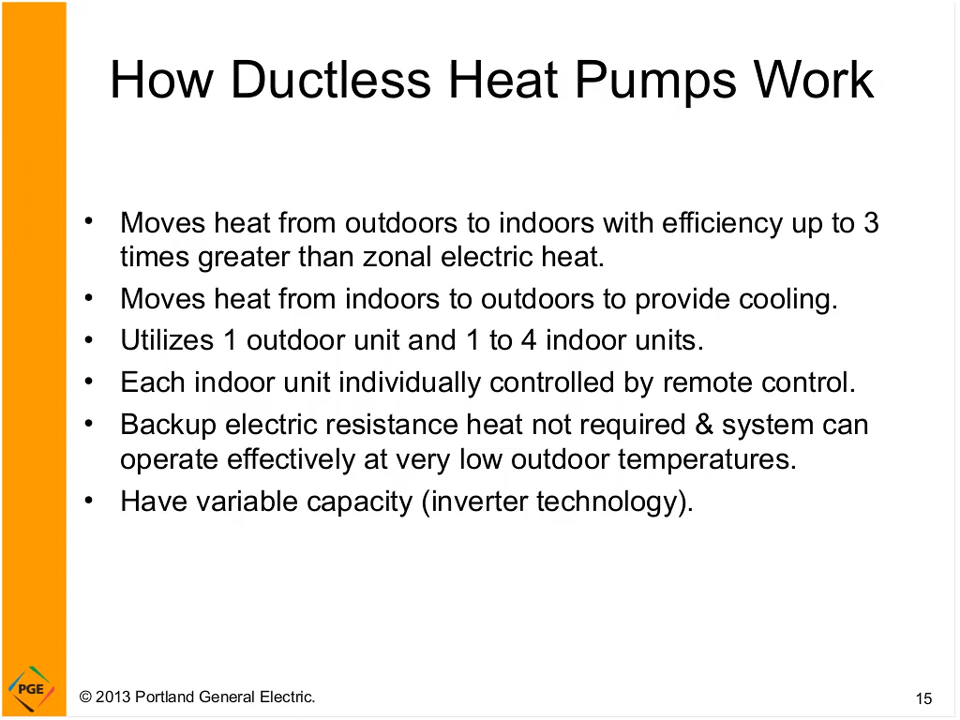 How Ductless Heat Pumps Work
• Moves heat from outdoors to indoors with efficiency up to 3
times greater than zonal electric heat.
• Moves heat from indoors to outdoors to provide cooling.
• Utilizes 1 outdoor unit and 1 to 4 indoor units.
• Each indoor unit individually controlled by remote control.
• Backup electric resistance heat not required & system can
operate effectively at very low outdoor temperatures.
• Have variable capacity (inverter technology).
PGE
© 2013 Portland General Electric.
15